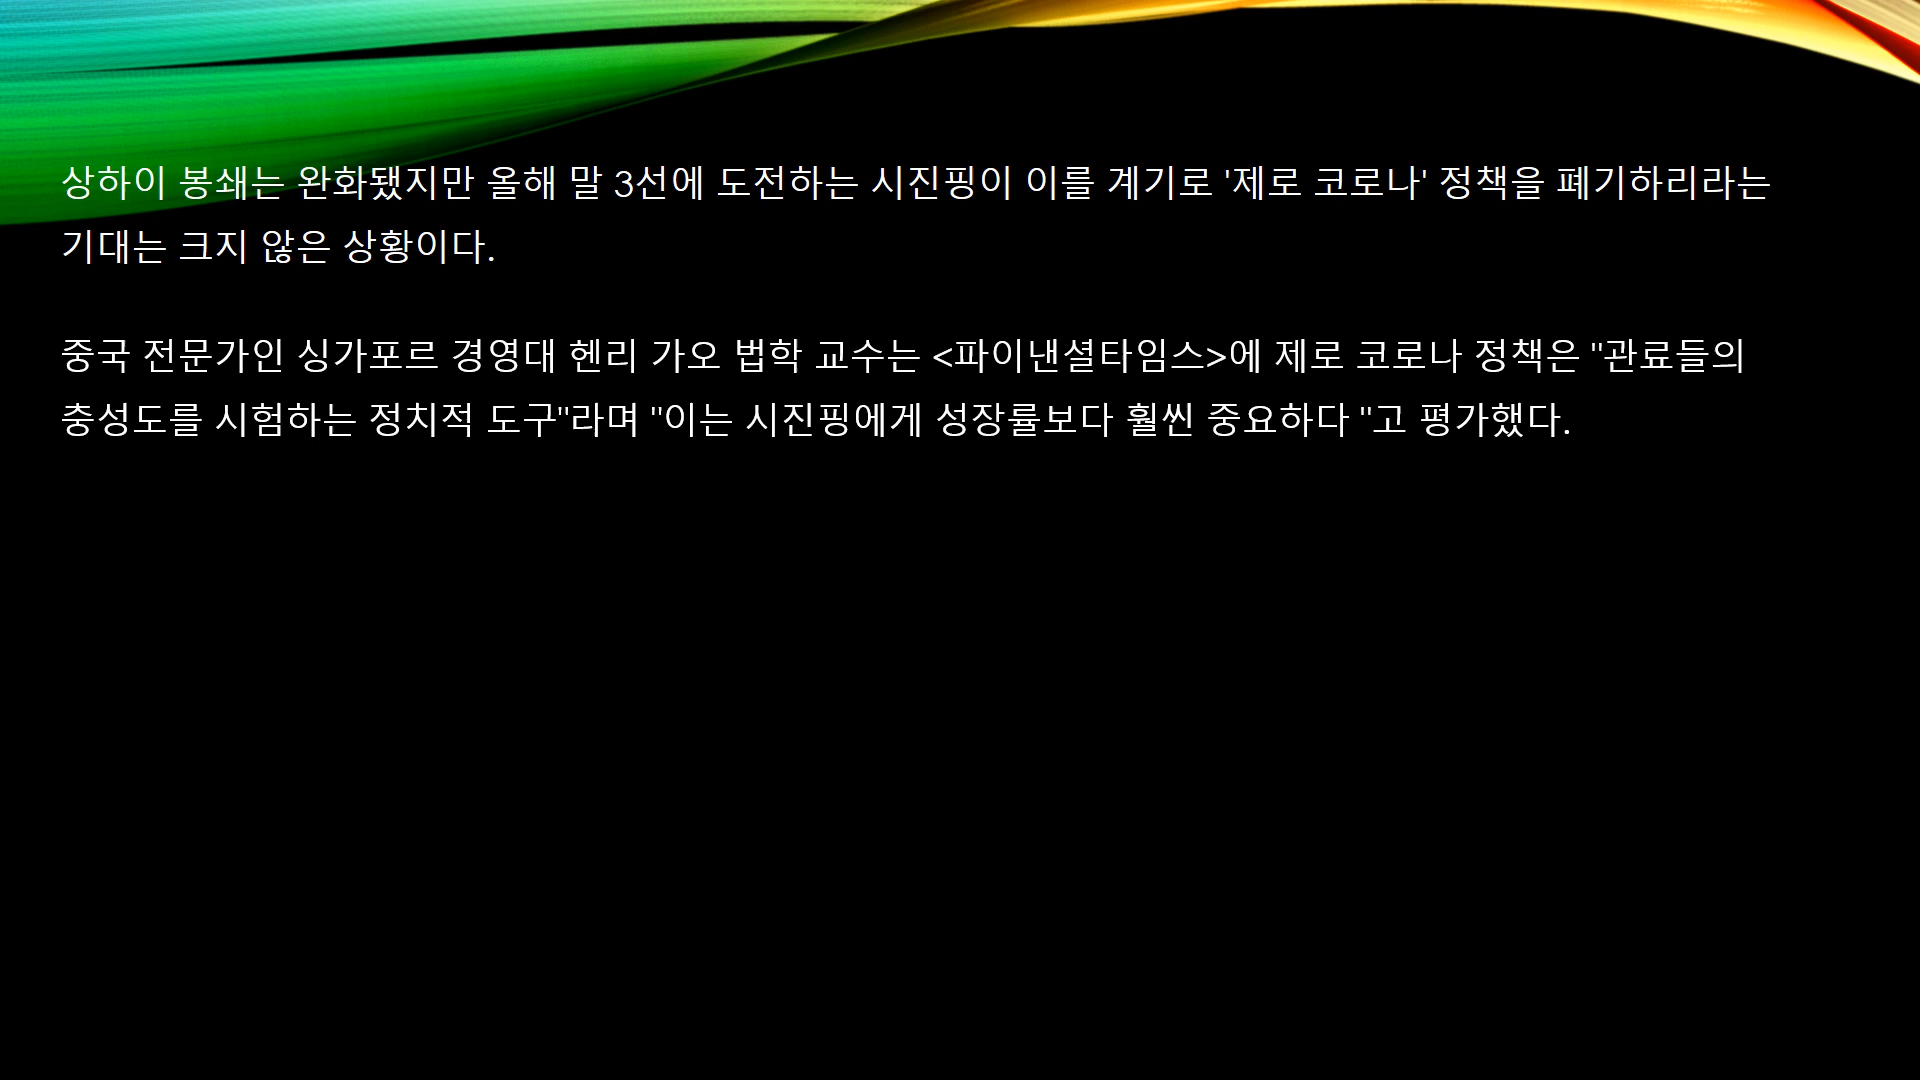 상하이 봉쇄는 완화됐지만 올해 말 3선에 도전하는 시진핑이 이를 계기로 '제로 코로나' 정책을 폐기하리라는
기대는 크지 않은 상황이다.
중국 전문가인 싱가포르 경영대 헨리 가오 법학 교수는 <파이낸셜타임스>에 제로 코로나 정책은 "관료들의
충성도를 시험하는 정치적 도구"라며 "이는 시진핑에게 성장률보다 훨씬 중요하다 "고 평가했다.